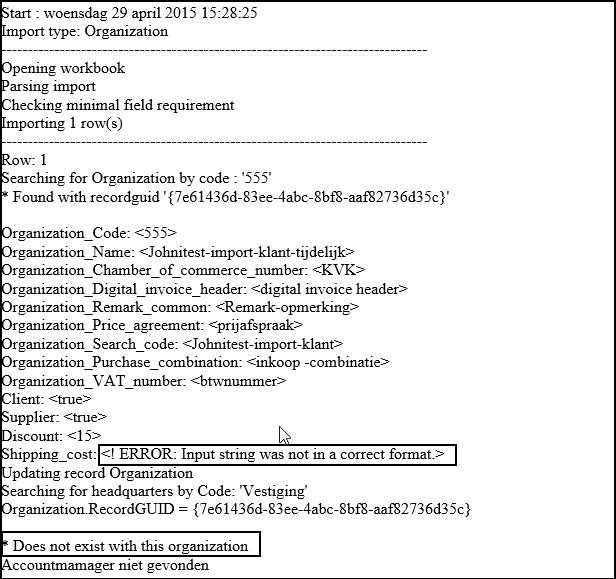 Start : woensdag 29 april 2015 15:28:25
Import type: Organization
--------------------------------------------------------------------------------
Opening workbook
Parsing import
Checking minimal field requirement
Importing 1 row(s)
--------------------------------------------------------------------------------
Row: 1
Searching for Organization by code : '555'
* Found with recordguid '{7e61436d-83ee-4abc-8bf8-aaf82736d35c}'
Organization_Code: <555>
Organization_Name: <Johnitest-import-klant-tijdelijk>
Organization_Chamber_of_commerce_number: <KVK>
Organization_Digital_invoice_header: <digital invoice header>
Organization_Remark_common: <Remark-opmerking>
Organization_Price_agreement: <prijafspraak>
Organization_Search_code: <Johnitest-import-klant>
Organization_Purchase_combination: <inkoop -combinatie>
Organization_VAT_number: <btwnummer>
Client: <true>
Supplier: <true>
Discount: <15>
Shipping_cost: <! ERROR: Input string was not in a correct format.>
Updating record Organization
Searching for headquarters by Code: 'Vestiging'
Organization.RecordGUID = {7e61436d-83ee-4abc-8bf8-aaf82736d35c}
* Does not exist with this organization
Accountmamager niet gevonden